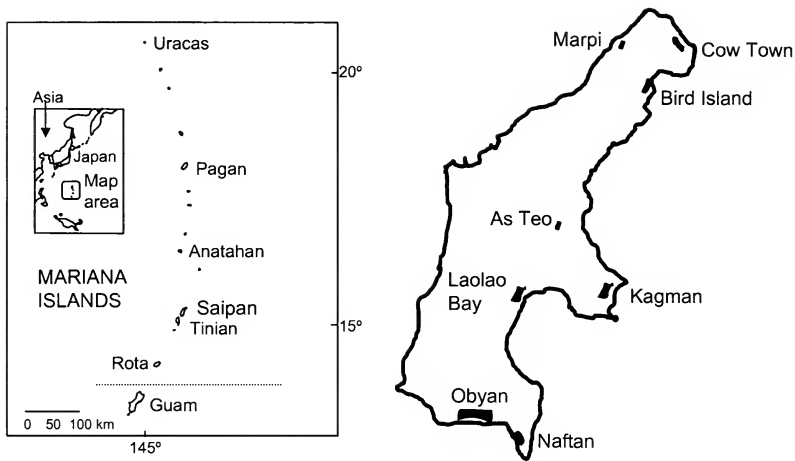 Uracas
20°
Asia
Japan
Map
area
Pagan
Anatahan
MARIANA
ISLANDS
Saipan
Tinian
15°
Rota
Guam
0 50 100 km
145°
Marpi
Cow Town
Bird Island
As Teo
Laolao
Bay
Kagman
Obyan
Naftan